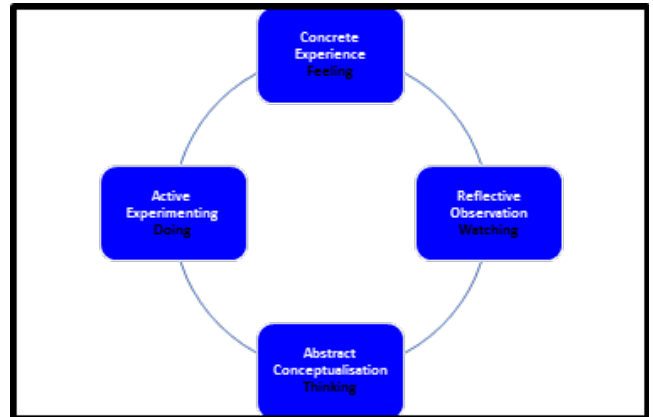 Concrete
Experience
Feeling
Active
Experimenting
Doing
Reflective
Observation
Watching
Abstract
Conceptualisation
Thinking